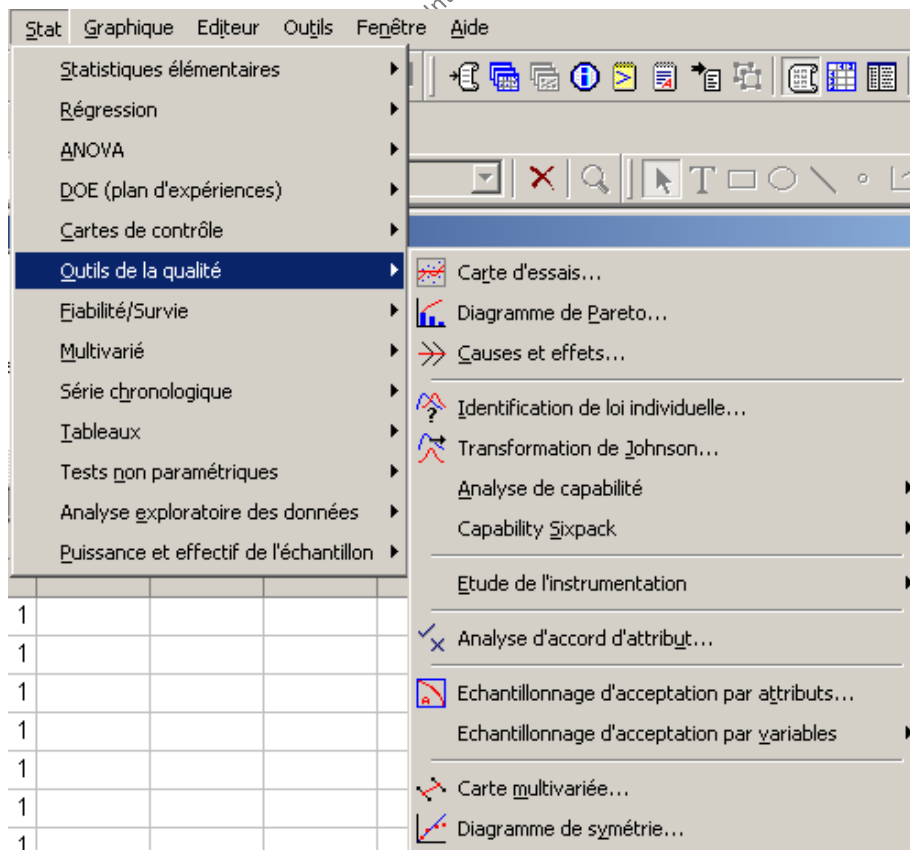 Stat Graphique Editeur Outils Fenêtre Aide
Statistiques élémentaires
Régression
ANOVA
DOE (plan d'expériences)
Cartes de contrôle
Outils de la qualité
Fiabilité/Survie
Multivarié
Série chronologique
Tableaux
Tests non paramétriques
Analyse exploratoire des données
Puissance et effectif de l'échantillon
Carte d'essais...
Diagramme de Pareto...
Causes et effets...
Identification de loi individuelle...
Transformation de Johnson...
Analyse de capabilité
Capability Sixpack
Etude de l'instrumentation
Analyse d'accord d'attribut...
Echantillonnage d'acceptation par attributs...
Echantillonnage d'acceptation par variables
Carte multivariée...
Diagramme de symétrie...
1
1
1
1
1
1
1